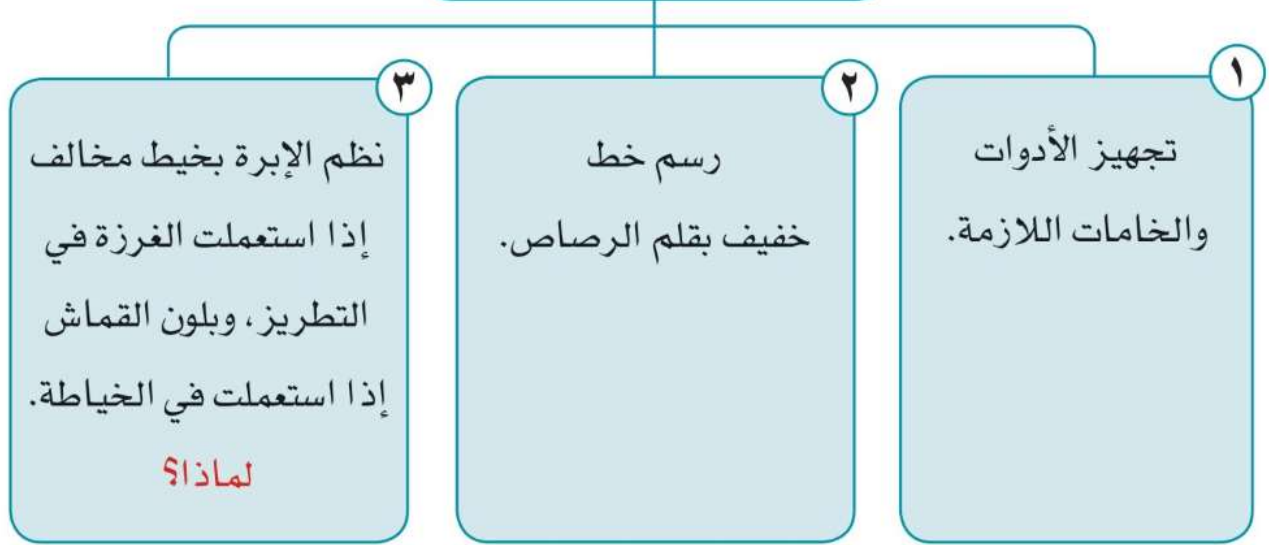 ١
تجهيز الأدوات
والخامات اللازمة.
٢
رسم خط
خفيف بقلم الرصاص.
٣
نظم الإبرة بخيط مخالف
إذا استعملت الغرزة في
التطريز، وبلون القماش
إذا استعملت في الخياطة.
لماذا؟